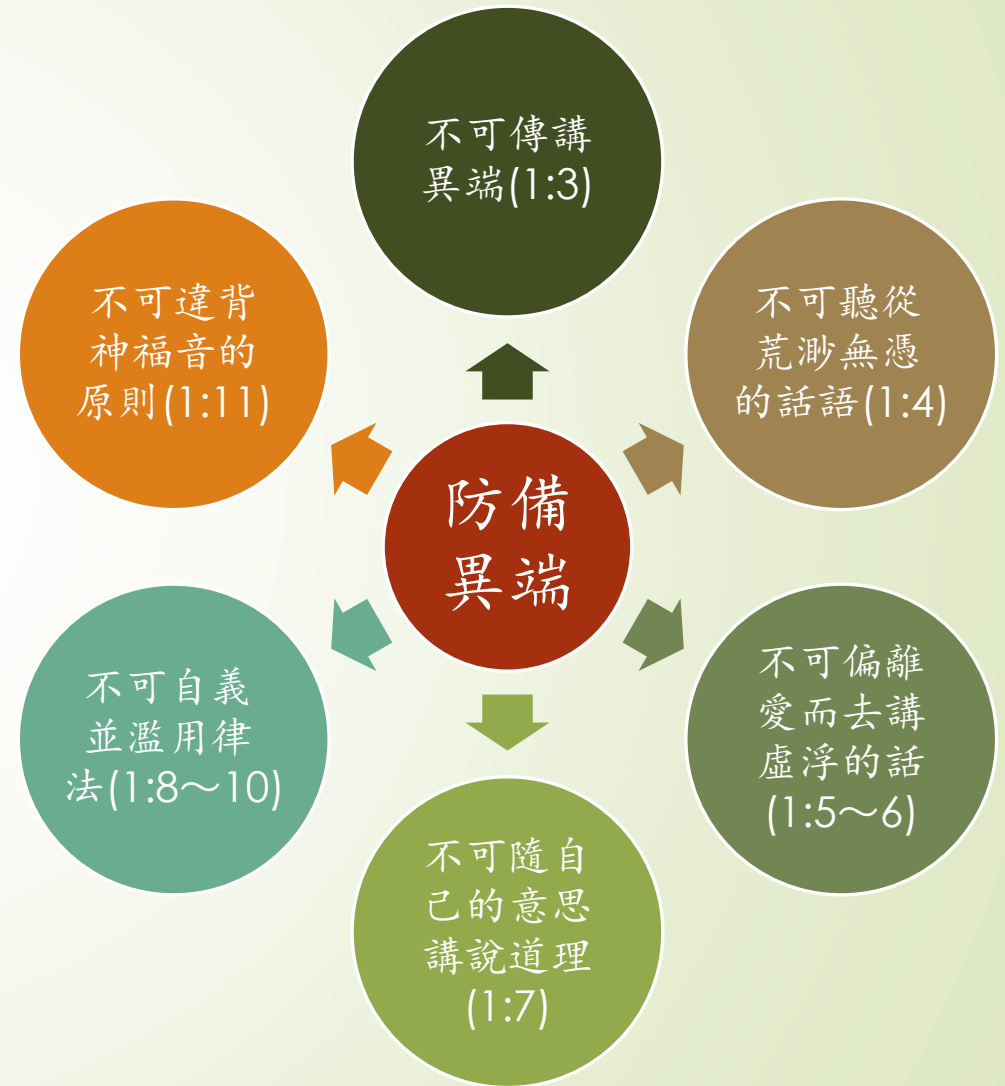 防備
異端
不可傳講
異端(1:3)
不可聽從
荒渺無憑
的話語(1:4)
不可偏離
愛而去講
虛浮的話
(1:5～6)
不可隨自
己的意思
講說道理
(1:7)
不可自義
並濫用律
法(1:8～10)
不可違背
神福音的
原則(1:11)